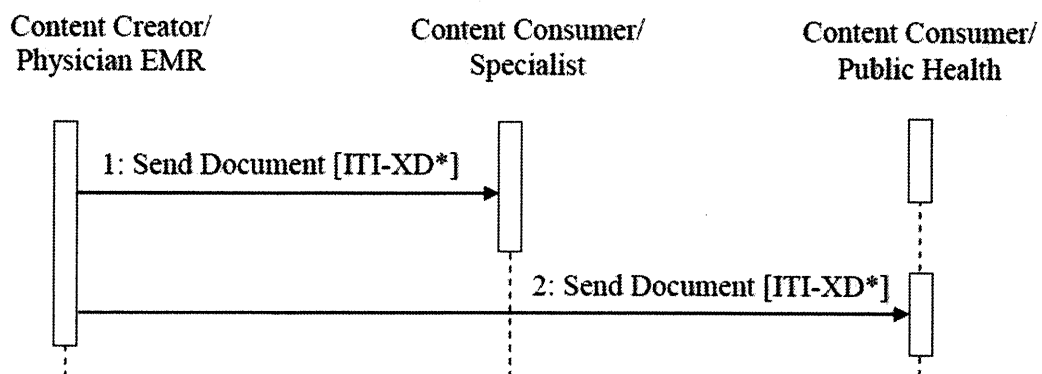 Content Creator/
Physician EMR
Content Consumer/
Specialist
Content Consumer/
Public Health
1: Send Document [ITI-XD*]
2: Send Document [ITI-XD*]